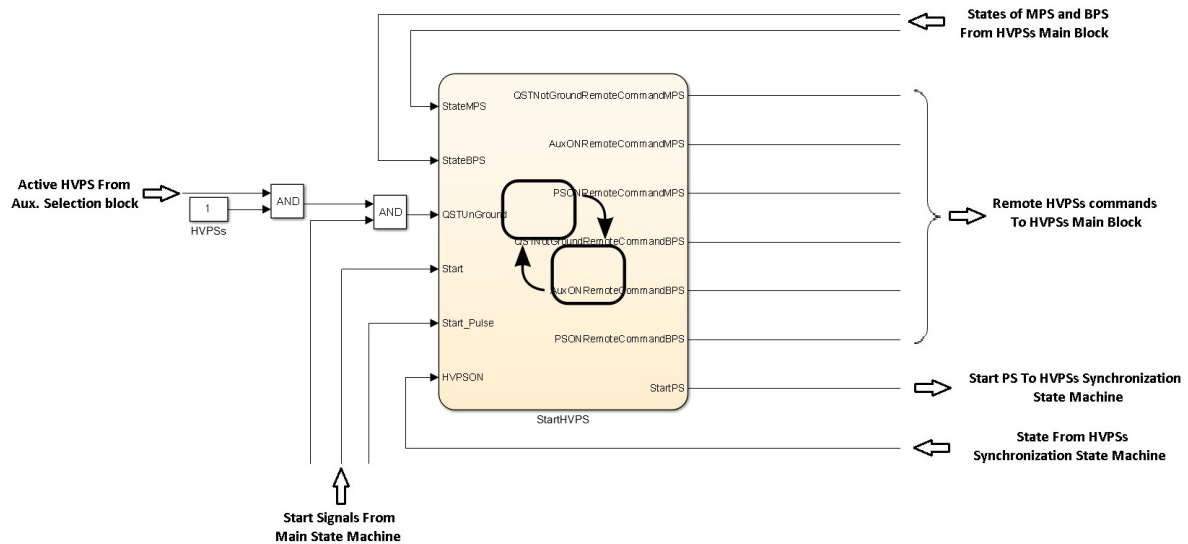 States of MPS and BPS
From HVPSs Main Block
StateMPS
StateBPS
QSTUnGround
Start
Start_Pulse
HVPSON
QSTNotGroundRemoteCommandMPS
AuxONRemoteCommandMPS
PSONRemoteCommandMPS
QSTNotGroundRemoteCommandBPS
AuxONRemoteCommandBPS
PSONRemoteCommandBPS
StartPS
StartHVPS
Active HVPS From
Aux. Selection block
1
HVPSs
AND
AND
Remote HVPSs commands
To HVPSs Main Block
Start PS To HVPSs Synchronization
State Machine
State From HVPSs
Synchronization State Machine
Start Signals From
Main State Machine